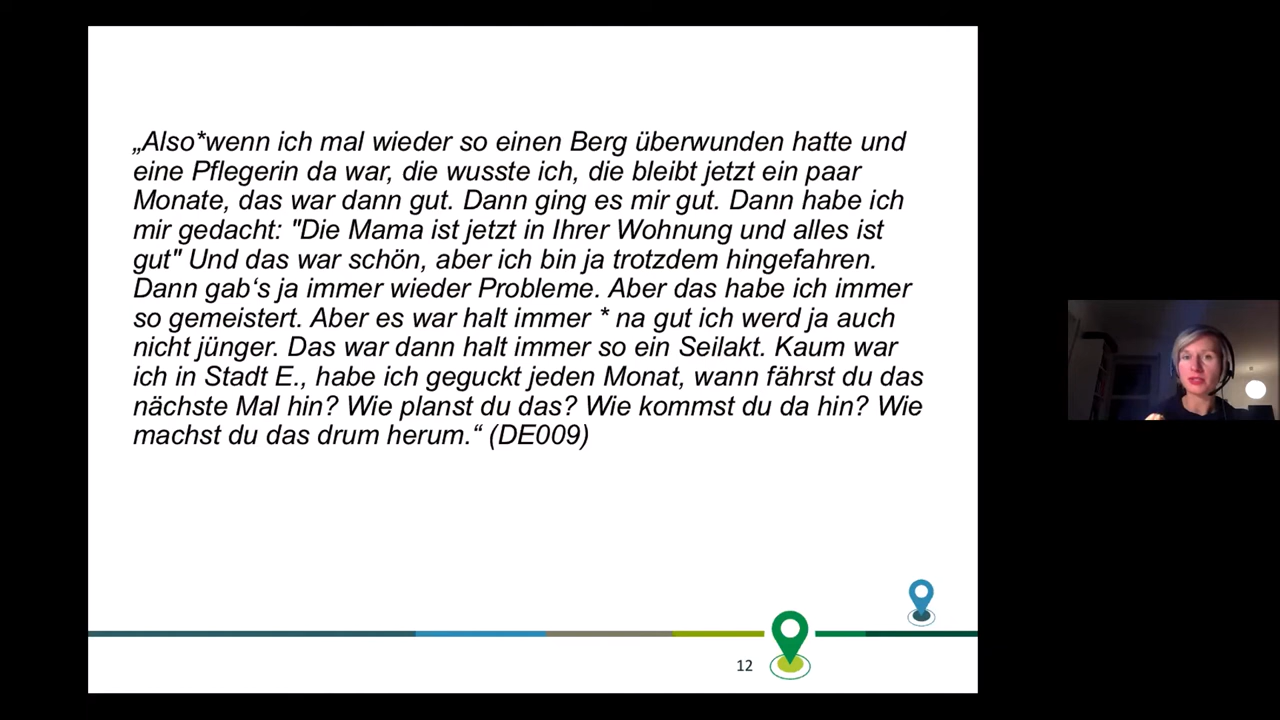 „Also*wenn ich mal wieder so einen Berg überwunden hatte und
eine Pflegerin da war, die wusste ich, die bleibt jetzt ein paar
Monate, das war dann gut. Dann ging es mir gut. Dann habe ich
mir gedacht: "Die Mama ist jetzt in Ihrer Wohnung und alles ist
gut" Und das war schön, aber ich bin ja trotzdem hingefahren.
Dann gab‘s ja immer wieder Probleme. Aber das habe ich immer
so gemeistert. Aber es war halt immer * na gut ich werd ja auch
nicht jünger. Das war dann halt immer so ein Seilakt. Kaum war
ich in Stadt E., habe ich geguckt jeden Monat, wann fährst du das
nächste Mal hin? Wie planst du das? Wie kommst du da hin? Wie
machst du das drum herum.“ (DE009)
12